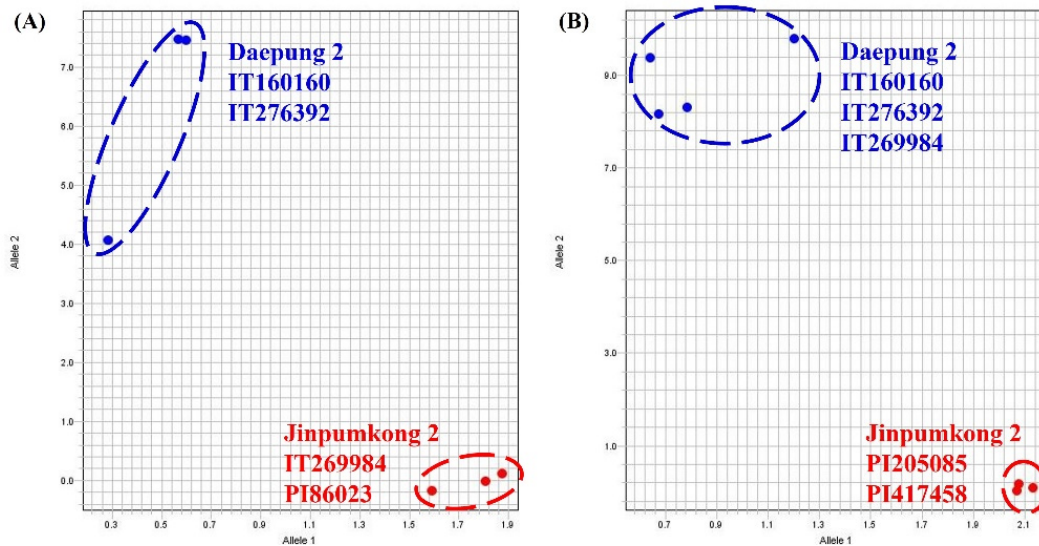 (A)
7.0
6.0
5.0
4.0
3.0
2.0
1.0
0.0
Allele 2
Daepung 2
IT160160
IT276392
Jinpumkong 2
IT269984
PI86023
0.3 0.5 0.7 0.9 1.1 1.3 1.5 1.7 1.9
Allele 1
(B)
9.0
7.0
5.0
3.0
1.0
Allele 2
Daepung 2
IT160160
IT276392
IT269984
Jinpumkong 2
PI205085
PI417458
0.7 0.9 1.1 1.3 1.5 1.7 1.9 2.1
Allele 1